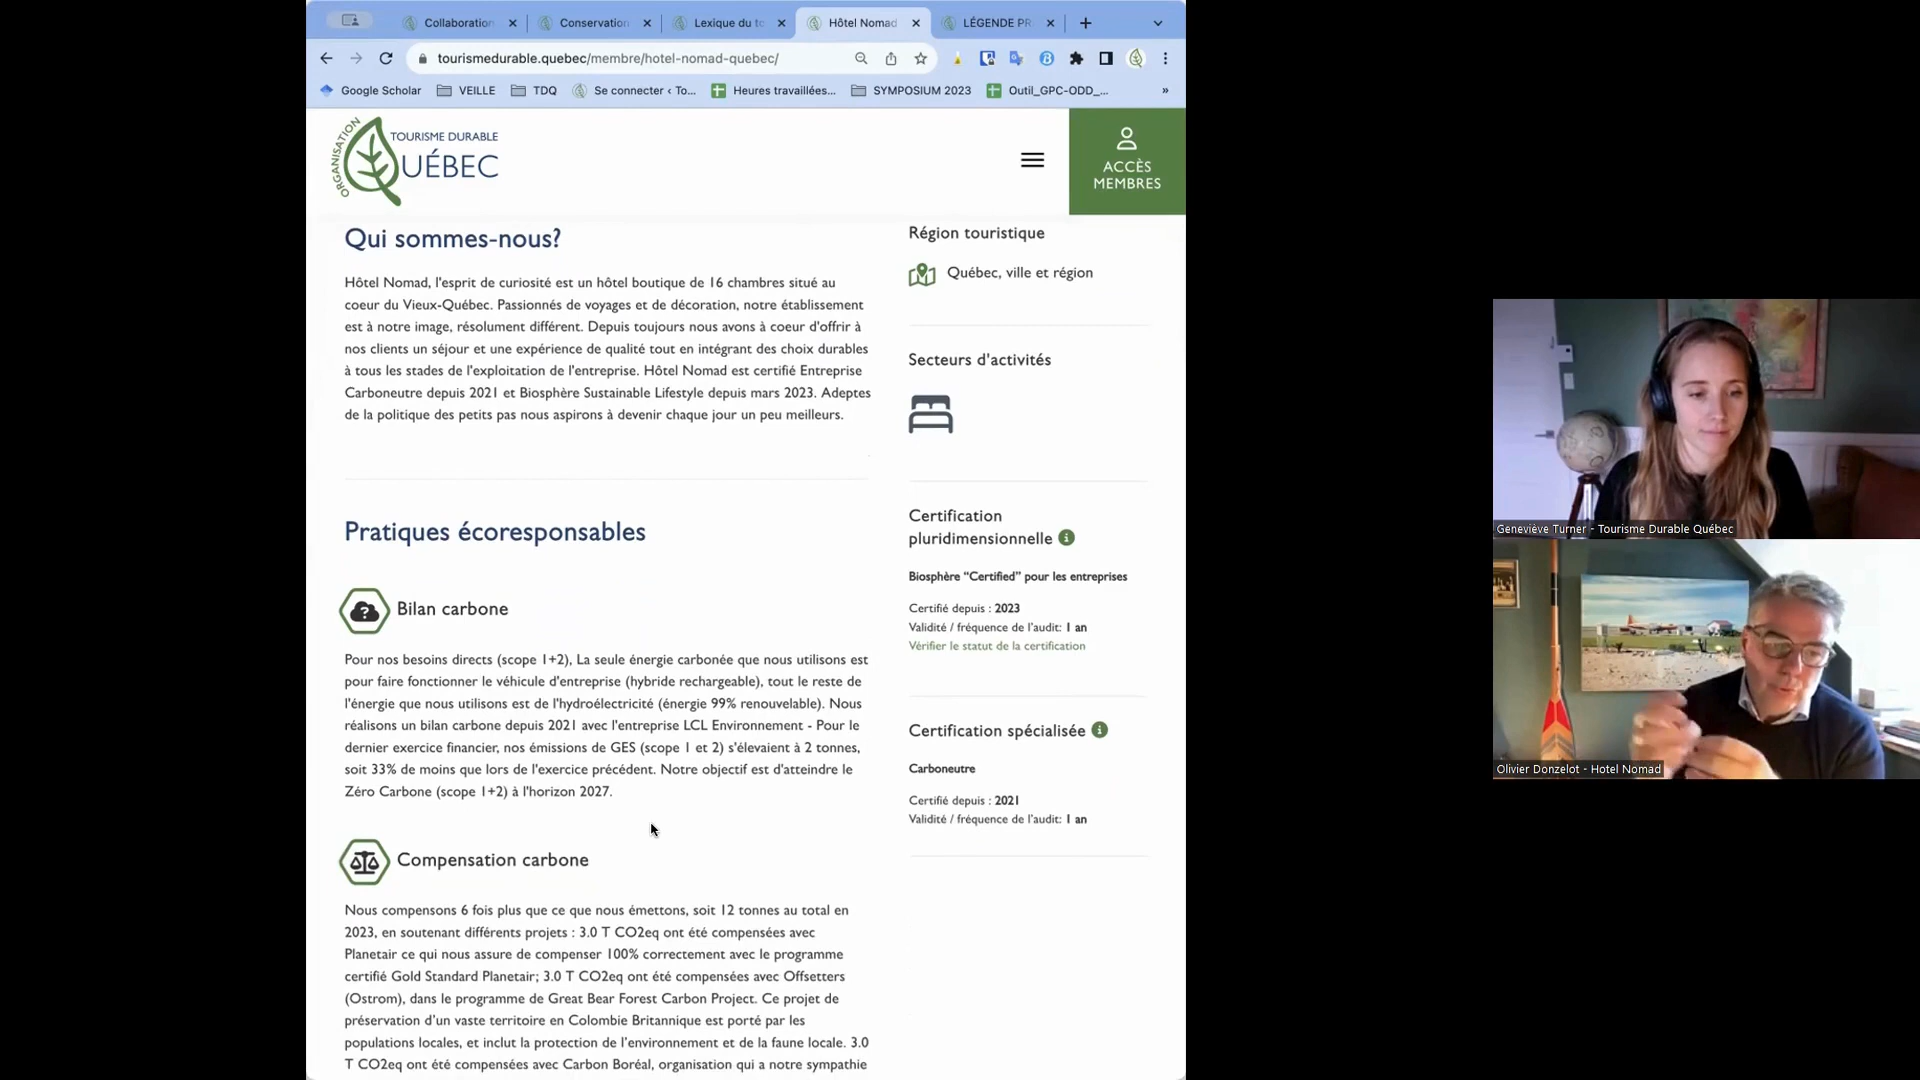 Collaboration
Conservation
Lexique du to
Hôtel Nomad
LÉGENDE PR
tourismedurable.quebec/membre/hotel-nomad-quebec/
Google Scholar
VEILLE
TDQ
Se connecter ‹ To...
Heures travaillées...
SYMPOSIUM 2023
Outil_GPC-ODD_...
»
ORGANISATION
TOURISME DURABLE
QUÉBEC
ACCÈS
MEMBRES
Qui sommes-nous?
Hôtel Nomad, l'esprit de curiosité est un hôtel boutique de 16 chambres situé au
coeur du Vieux-Québec. Passionnés de voyages et de décoration, notre établissement
est à notre image, résolument différent. Depuis toujours nous avons à coeur d'offrir à
nos clients un séjour et une expérience de qualité tout en intégrant des choix durables
à tous les stades de l'exploitation de l'entreprise. Hôtel Nomad est certifié Entreprise
Carboneutre depuis 2021 et Biosphère Sustainable Lifestyle depuis mars 2023. Adeptes
de la politique des petits pas nous aspirons à devenir chaque jour un peu meilleurs.
Pratiques écoresponsables
Bilan carbone
Pour nos besoins directs (scope 1+2), La seule énergie carbonée que nous utilisons est
pour faire fonctionner le véhicule d'entreprise (hybride rechargeable), tout le reste de
l'énergie que nous utilisons est de l'hydroélectricité (énergie 99% renouvelable). Nous
réalisons un bilan carbone depuis 2021 avec l'entreprise LCL Environnement - Pour le
dernier exercice financier, nos émissions de GES (scope 1 et 2) s'élevaient à 2 tonnes,
soit 33% de moins que lors de l'exercice précédent. Notre objectif est d'atteindre le
Zéro Carbone (scope 1+2) à l'horizon 2027.
Compensation carbone
Nous compensons 6 fois plus que ce que nous émettons, soit 12 tonnes au total en
2023, en soutenant différents projets : 3.0 T CO2eq ont été compensées avec
Planetair ce qui nous assure de compenser 100% correctement avec le programme
certifié Gold Standard Planetair; 3.0 T CO2eq ont été compensées avec Offsetters
(Ostrom), dans le programme de Great Bear Forest Carbon Project. Ce projet de
préservation d'un vaste territoire en Colombie Britannique est porté par les
populations locales, et inclut la protection de l'environnement et de la faune locale. 3.0
T CO2eq ont été compensées avec Carbon Boréal, organisation qui a notre sympathie
Région touristique
Québec, ville et région
Secteurs d'activités
Certification
pluridimensionnelle
Biosphère “Certified” pour les entreprises
Certifié depuis : 2023
Validité / fréquence de l'audit: 1 an
Vérifier le statut de la certification
Certification spécialisée
Carboneutre
Certifié depuis : 2021
Validité / fréquence de l'audit: 1 an
Geneviève Turner - Tourisme Durable Québec
Olivier Donzelot - Hotel Nomad